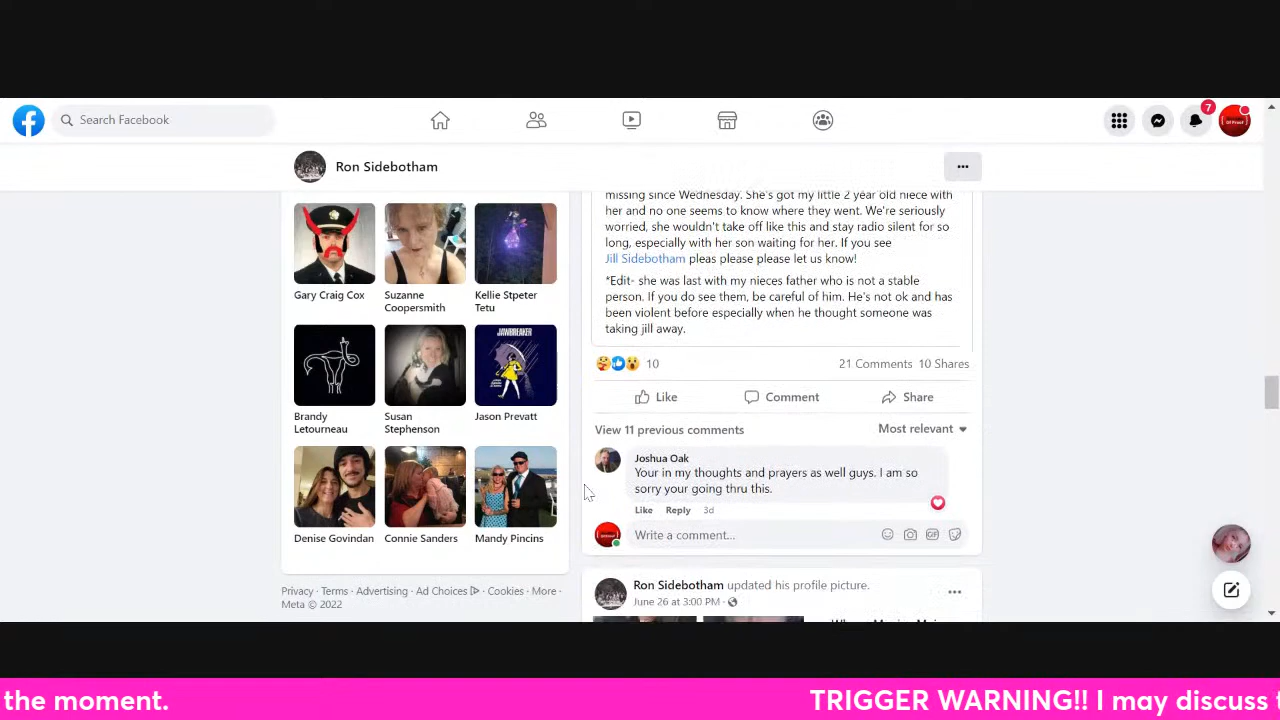 Search Facebook
7
Ron Sidebotham
Gary Craig Cox
Suzanne
Coopersmith
Kellie Stpeter
Tetu
JAWBREAKER
Brandy
Letourneau
Susan
Stephenson
Jason Prevatt
Denise Govindan
Connie Sanders
Mandy Pincins
Privacy · Terms · Advertising · Ad Choices · Cookies · More ·
Meta © 2022
missing since Wednesday. She's got my little 2 year old niece with
her and no one seems to know where they went. We're seriously
worried, she wouldn't take off like this and stay radio silent for so
long, especially with her son waiting for her. If you see
Jill Sidebotham pleas please please let us know!
*Edit- she was last with my nieces father who is not a stable
person. If you do see them, be careful of him. He's not ok and has
been violent before especially when he thought someone was
taking jill away.
10
21 Comments 10 Shares
Like Comment Share
View 11 previous comments
Most relevant
Joshua Oak
Your in my thoughts and prayers as well guys. I am so
sorry your going thru this.
Like Reply 3d
Write a comment...
Ron Sidebotham updated his profile picture.
June 26 at 3:00 PM ·
the moment.
TRIGGER WARNING!! I may discuss